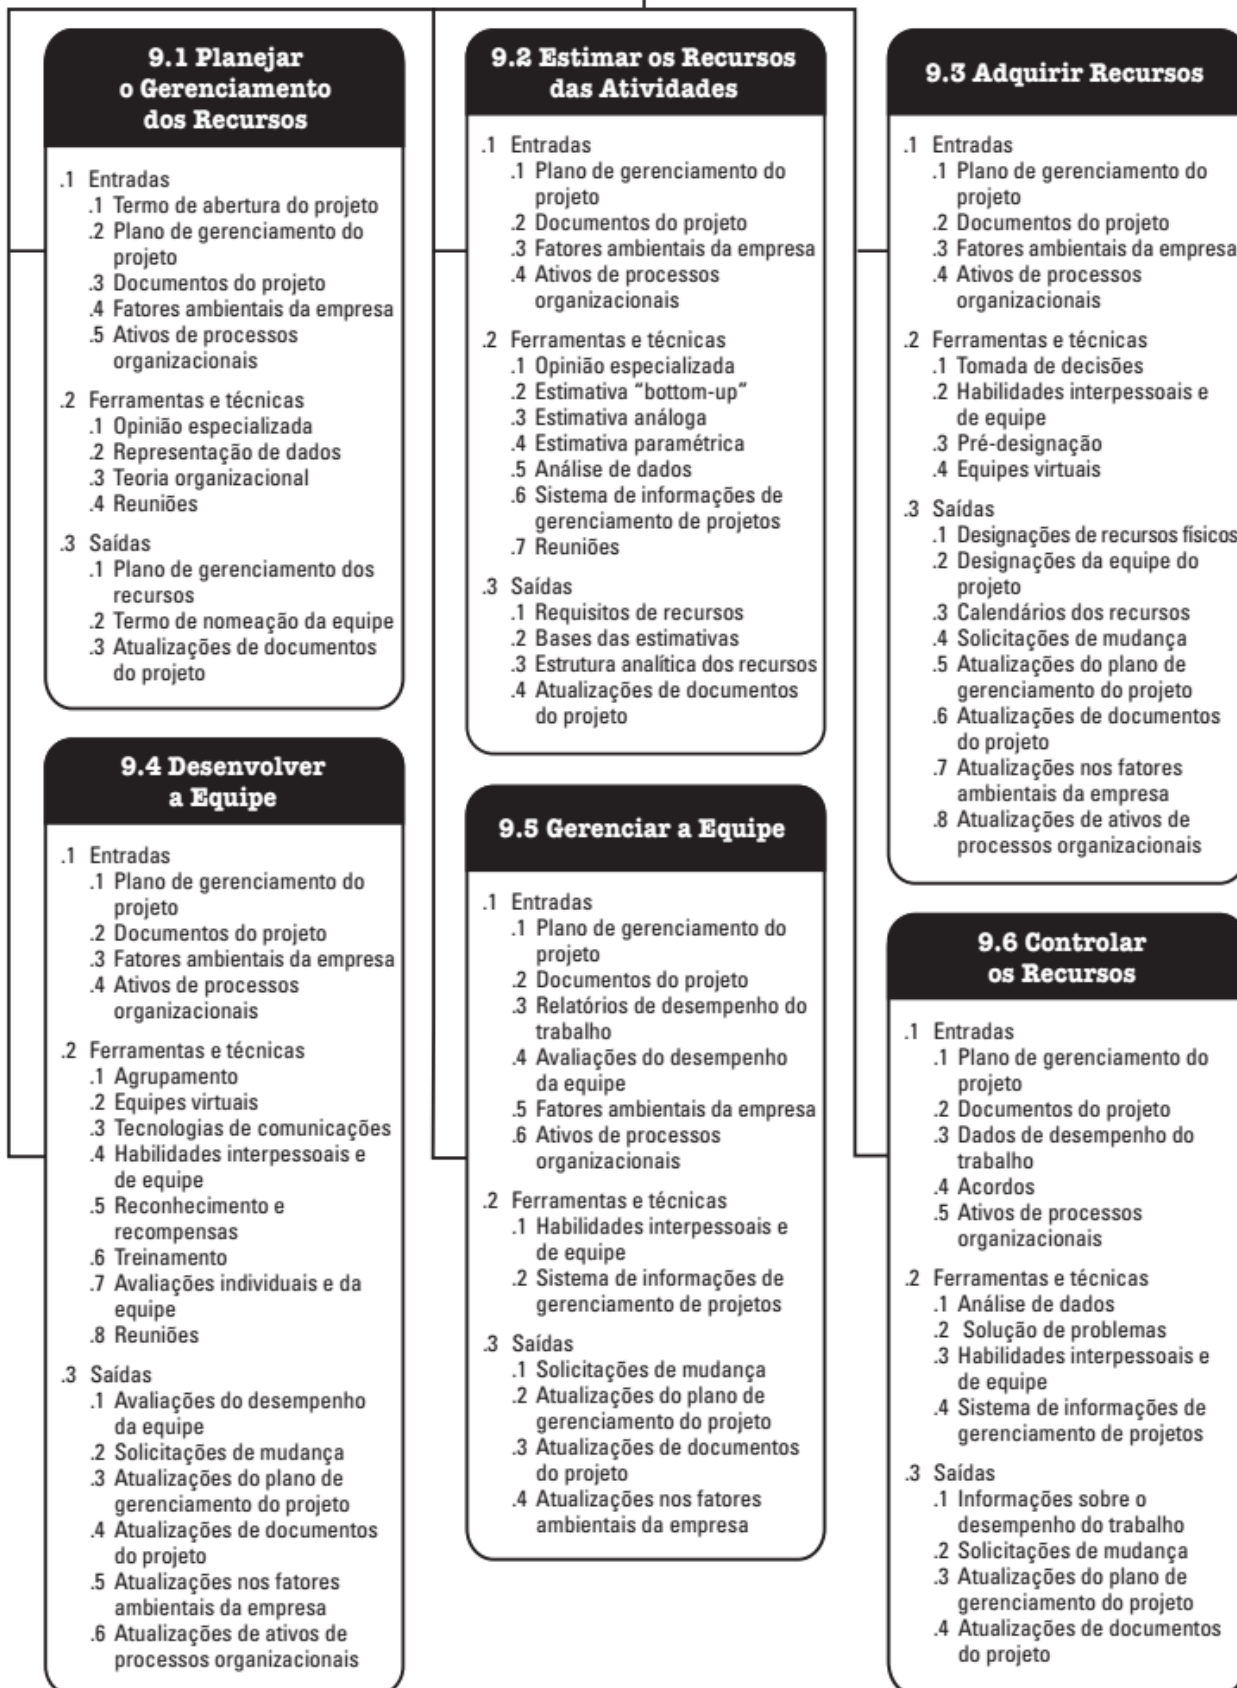 9.1 Planejar
o Gerenciamento
dos Recursos
.1 Entradas
.1 Termo de abertura do projeto
.2 Plano de gerenciamento do
projeto
.3 Documentos do projeto
.4 Fatores ambientais da empresa
.5 Ativos de processos
organizacionais
.2 Ferramentas e técnicas
.1 Opinião especializada
.2 Representação de dados
.3 Teoria organizacional
.4 Reuniões
.3 Saídas
.1 Plano de gerenciamento dos
recursos
.2 Termo de nomeação da equipe
.3 Atualizações de documentos
do projeto
9.2 Estimar os Recursos
das Atividades
.1 Entradas
.1 Plano de gerenciamento do
projeto
.2 Documentos do projeto
.3 Fatores ambientais da empresa
.4 Ativos de processos
organizacionais
.2 Ferramentas e técnicas
.1 Opinião especializada
.2 Estimativa “bottom-up”
.3 Estimativa análoga
.4 Estimativa paramétrica
.5 Análise de dados
.6 Sistema de informações de
gerenciamento de projetos
.7 Reuniões
.3 Saídas
.1 Requisitos de recursos
.2 Bases das estimativas
.3 Estrutura analítica dos recursos
.4 Atualizações de documentos
do projeto
9.3 Adquirir Recursos
.1 Entradas
.1 Plano de gerenciamento do
projeto
.2 Documentos do projeto
.3 Fatores ambientais da empresa
.4 Ativos de processos
organizacionais
.2 Ferramentas e técnicas
.1 Tomada de decisões
.2 Habilidades interpessoais e
de equipe
.3 Pré-designação
.4 Equipes virtuais
.3 Saídas
.1 Designações de recursos físicos
.2 Designações da equipe do
projeto
.3 Calendários dos recursos
.4 Solicitações de mudança
.5 Atualizações do plano de
gerenciamento do projeto
.6 Atualizações de documentos
do projeto
.7 Atualizações nos fatores
ambientais da empresa
.8 Atualizações de ativos de
processos organizacionais
9.4 Desenvolver
a Equipe
.1 Entradas
.1 Plano de gerenciamento do
projeto
.2 Documentos do projeto
.3 Fatores ambientais da empresa
.4 Ativos de processos
organizacionais
.2 Ferramentas e técnicas
.1 Agrupamento
.2 Equipes virtuais
.3 Tecnologias de comunicações
.4 Habilidades interpessoais e
de equipe
.5 Reconhecimento e
recompensas
.6 Treinamento
.7 Avaliações individuais e da
equipe
.8 Reuniões
.3 Saídas
.1 Avaliações do desempenho
da equipe
.2 Solicitações de mudança
.3 Atualizações do plano de
gerenciamento do projeto
.4 Atualizações de documentos
do projeto
.5 Atualizações nos fatores
ambientais da empresa
.6 Atualizações de ativos de
processos organizacionais
9.5 Gerenciar a Equipe
.1 Entradas
.1 Plano de gerenciamento do
projeto
.2 Documentos do projeto
.3 Relatórios de desempenho do
trabalho
.4 Avaliações do desempenho
da equipe
.5 Fatores ambientais da empresa
.6 Ativos de processos
organizacionais
.2 Ferramentas e técnicas
.1 Habilidades interpessoais e
de equipe
.2 Sistema de informações de
gerenciamento de projetos
.3 Saídas
.1 Solicitações de mudança
.2 Atualizações do plano de
gerenciamento do projeto
.3 Atualizações de documentos
do projeto
.4 Atualizações nos fatores
ambientais da empresa
9.6 Controlar
os Recursos
.1 Entradas
.1 Plano de gerenciamento do
projeto
.2 Documentos do projeto
.3 Dados de desempenho do
trabalho
.4 Acordos
.5 Ativos de processos
organizacionais
.2 Ferramentas e técnicas
.1 Análise de dados
.2 Solução de problemas
.3 Habilidades interpessoais e
de equipe
.4 Sistema de informações de
gerenciamento de projetos
.3 Saídas
.1 Informações sobre o
desempenho do trabalho
.2 Solicitações de mudança
.3 Atualizações do plano de
gerenciamento do projeto
.4 Atualizações de documentos
do projeto